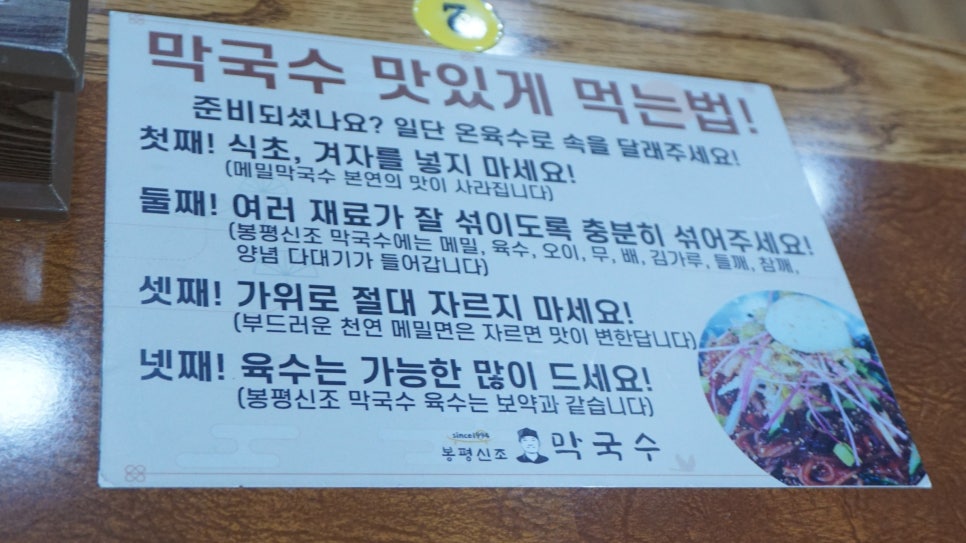 7
막국수 맛있게 먹는법!
준비되셨나요? 일단 온육수로 속을 달래주세요!
첫째! 식초, 겨자를 넣지 마세요!
(메밀막국수 본연의 맛이 사라집니다)
둘째! 여러 재료가 잘 섞이도록 충분히 섞어주세요!
(봉평신조 막국수에는 메밀, 육수, 오이, 무, 배, 김가루, 들깨, 참깨,
양념 다대기가 들어갑니다)
셋째! 가위로 절대 자르지 마세요!
(부드러운 천연 메밀면은 자르면 맛이 변한답니다)
넷째! 육수는 가능한 많이 드세요!
(봉평신조 막국수 육수는 보약과 같습니다)
봉평신조 막국수